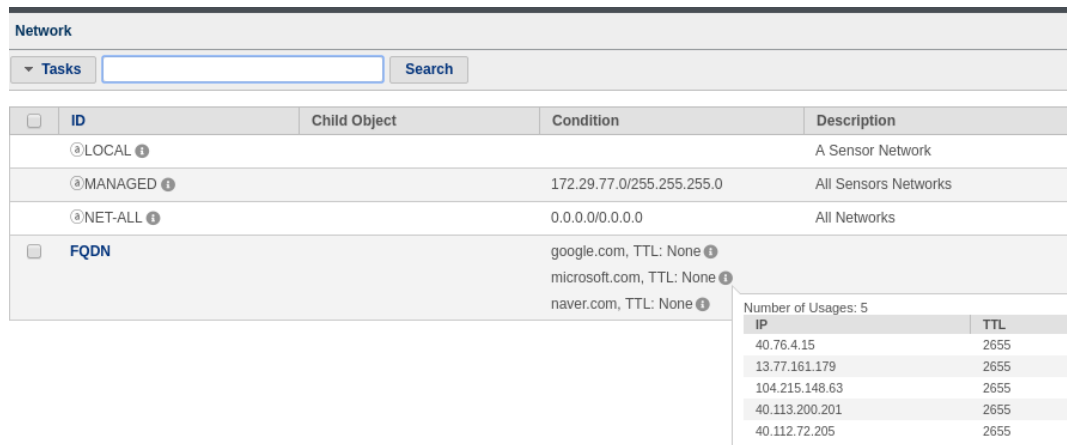 Network
Tasks Search
ID Child Object Condition Description
ⓐLOCAL A Sensor Network
ⓐMANAGED 172.29.77.0/255.255.255.0 All Sensors Networks
ⓐNET-ALL 0.0.0.0/0.0.0.0 All Networks
FQDN google.com, TTL: None
microsoft.com, TTL: None
naver.com, TTL: None
Number of Usages: 5
IP TTL
40.76.4.15 2655
13.77.161.179 2655
104.215.148.63 2655
40.113.200.201 2655
40.112.72.205 2655